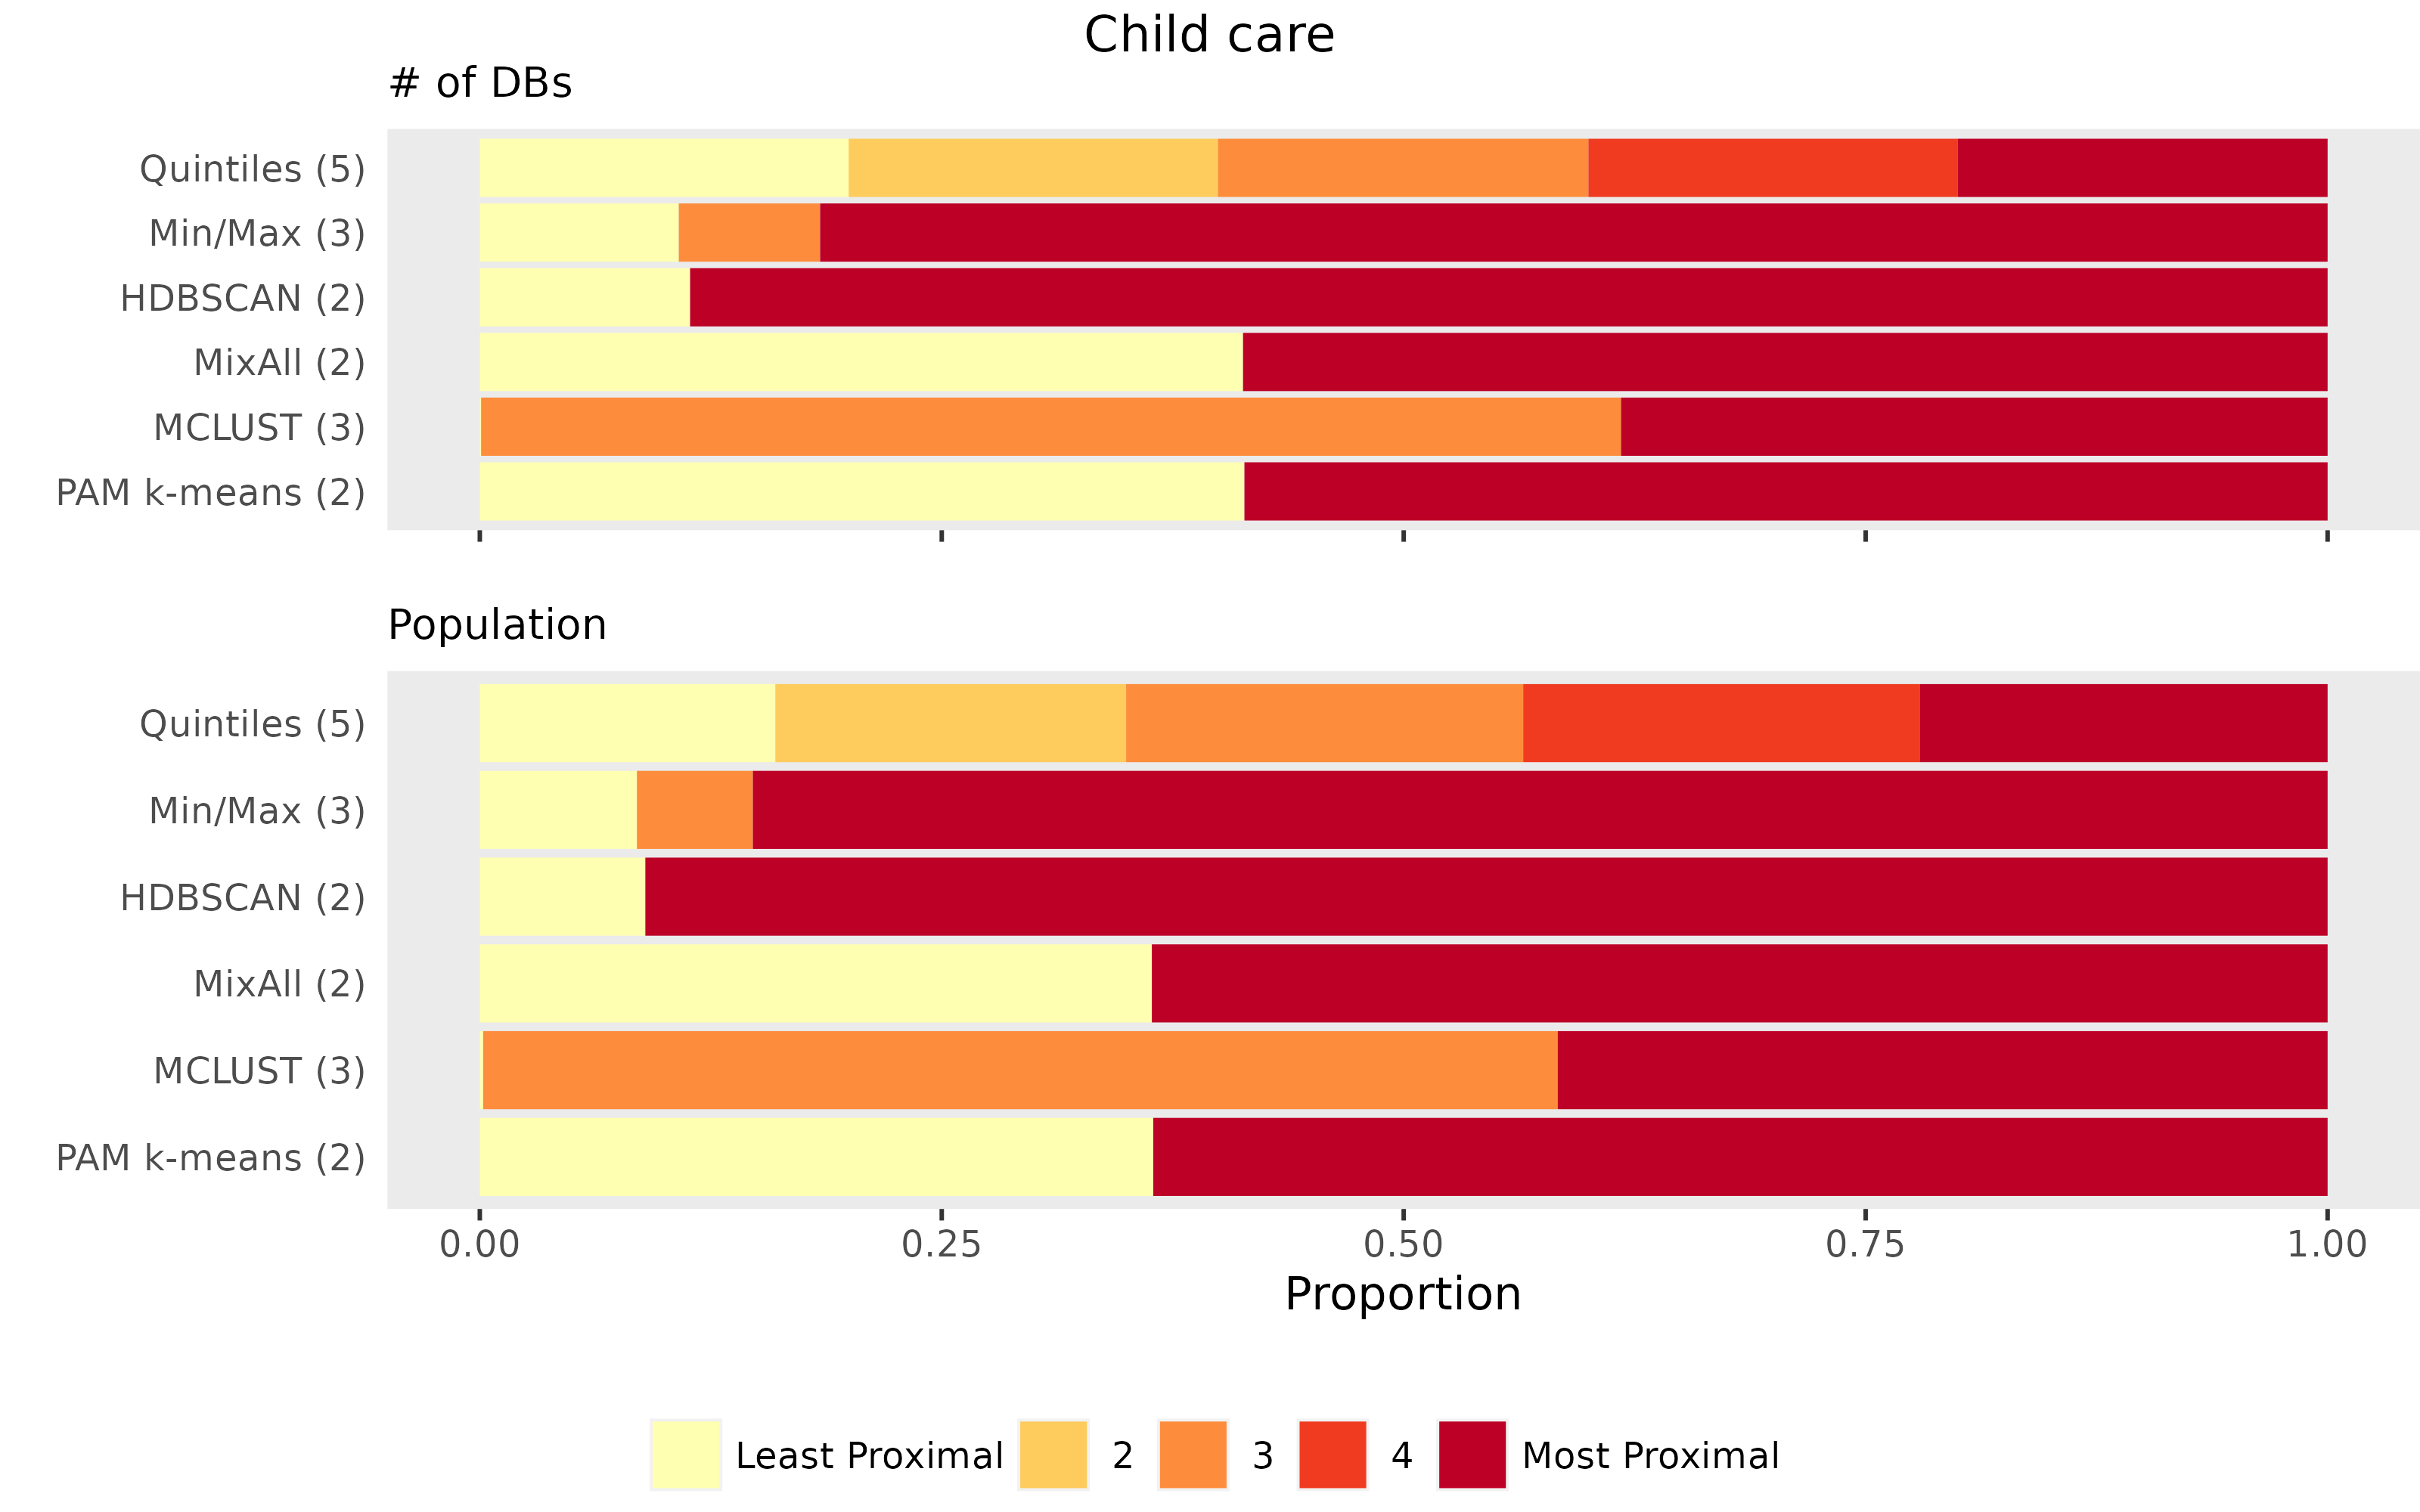 Child care
# of DBs
Quintiles (5)
Min/Max (3)
HDBSCAN (2)
MixAll (2)
MCLUST (3)
PAM k-means (2)
Population
Quintiles (5)
Min/Max (3)
HDBSCAN (2)
MixAll (2)
MCLUST (3)
PAM k-means (2)
0.00 0.25 0.50 0.75 1.00
Proportion
Least Proximal 2 3 4 Most Proximal